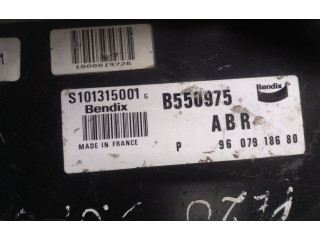 1000019726
S101315001 G B550975 Bendix
Bendix ABR
MADE IN FRANCE P 96 079 186 80